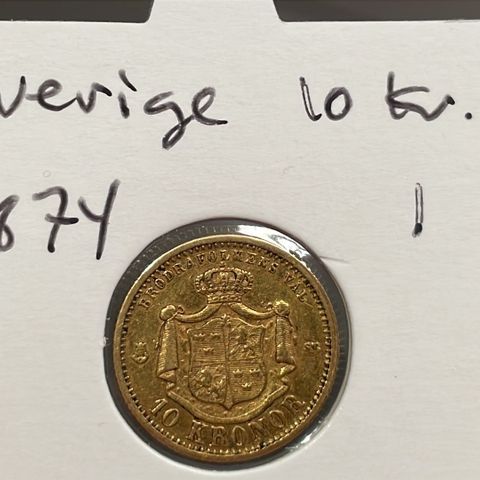 verige 10 kr.
874 1
BRÖDRAFOLKENS VÄL
10 KRONOR